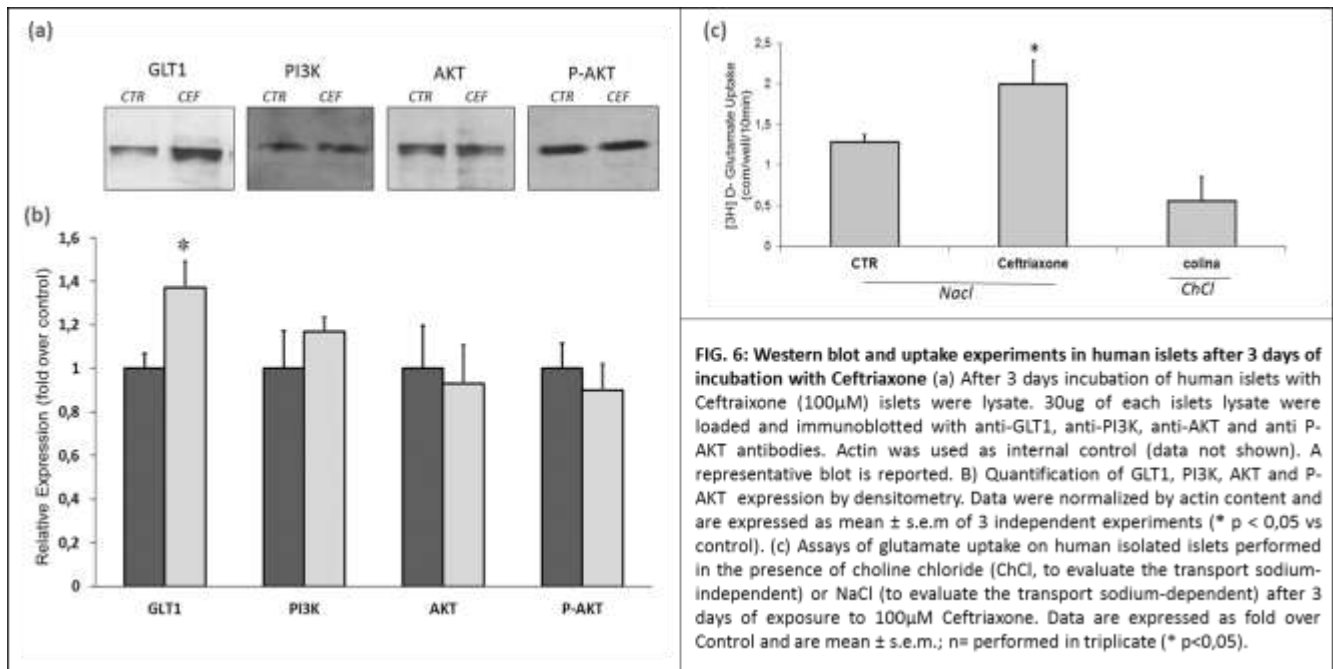 (a)
GLT1 PI3K AKT P-AKT
CTR CEF CTR CEF CTR CEF CTR CEF
(b)
Relative Expression (fold over control)
1,6
1,4
1,2
1
0,8
0,6
0,4
0,2
0
*
GLT1 PI3K AKT P-AKT
(c)
[3H] D- Glutamate Uptake
(com/well/10min)
2,5
2
1,5
1
0,5
0
*
CTR Ceftriaxone colina
Nacl ChCl
FIG. 6: Western blot and uptake experiments in human islets after 3 days of
incubation with Ceftriaxone (a) After 3 days incubation of human islets with
Ceftraixone (100µM) islets were lysate. 30ug of each islets lysate were
loaded and immunoblotted with anti-GLT1, anti-PI3K, anti-AKT and anti P-
AKT antibodies. Actin was used as internal control (data not shown). A
representative blot is reported. B) Quantification of GLT1, PI3K, AKT and P-
AKT expression by densitometry. Data were normalized by actin content and
are expressed as mean ± s.e.m of 3 independent experiments (* p < 0,05 vs
control). (c) Assays of glutamate uptake on human isolated islets performed
in the presence of choline chloride (ChCl, to evaluate the transport sodium-
independent) or NaCl (to evaluate the transport sodium-dependent) after 3
days of exposure to 100µM Ceftriaxone. Data are expressed as fold over
Control and are mean ± s.e.m.; n= performed in triplicate (* p<0,05).